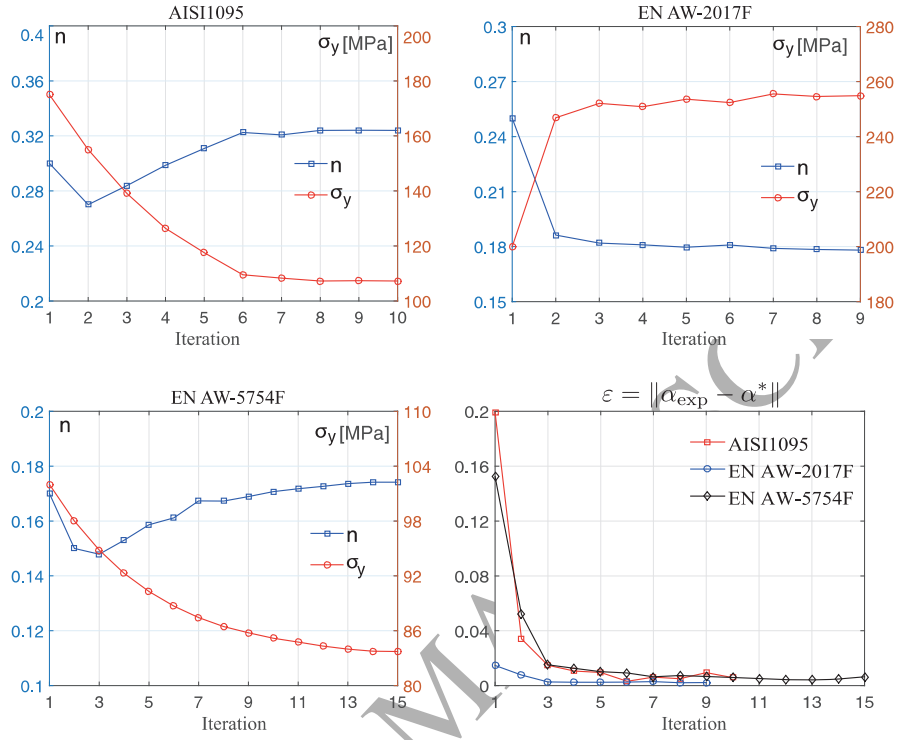 AISI1095
n
σy [MPa]
0.4
0.36
0.32
0.28
0.24
0.2
200
180
160
140
120
100
n
σy
1 2 3 4 5 6 7 8 9 10
Iteration
EN AW-2017F
n
σy [MPa]
0.3
0.27
0.24
0.21
0.18
0.15
280
260
240
220
200
180
n
σy
1 2 3 4 5 6 7 8 9
Iteration
EN AW-5754F
n
σy [MPa]
0.2
0.18
0.16
0.14
0.12
0.1
110
104
98
92
86
80
n
σy
1 3 5 7 9 11 13 15
Iteration
ε = ‖αexp − α*‖
0.2
0.16
0.12
0.08
0.04
0
AISI1095
EN AW-2017F
EN AW-5754F
1 3 5 7 9 11 13 15
Iteration